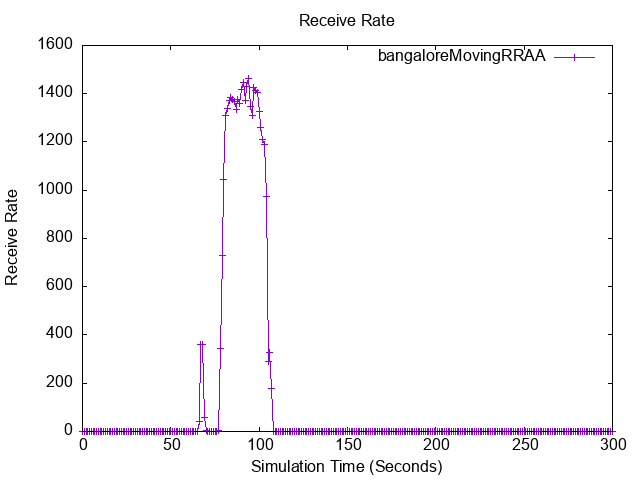 Receive Rate
bangaloreMovingRRAA
1600
1400
1200
1000
800
600
400
200
0
Receive Rate
0 50 100 150 200 250 300
Simulation Time (Seconds)